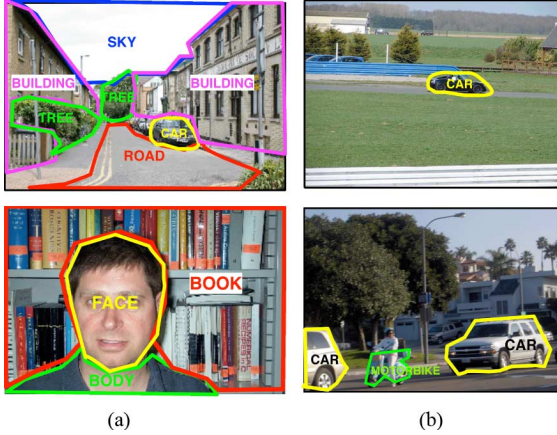 SKY
BUILDING
BUILDING
TREE
TREE
CAR
ROAD
CAR
FACE
BOOK
BODY
CAR
MOTORBIKE
CAR
(a)
(b)